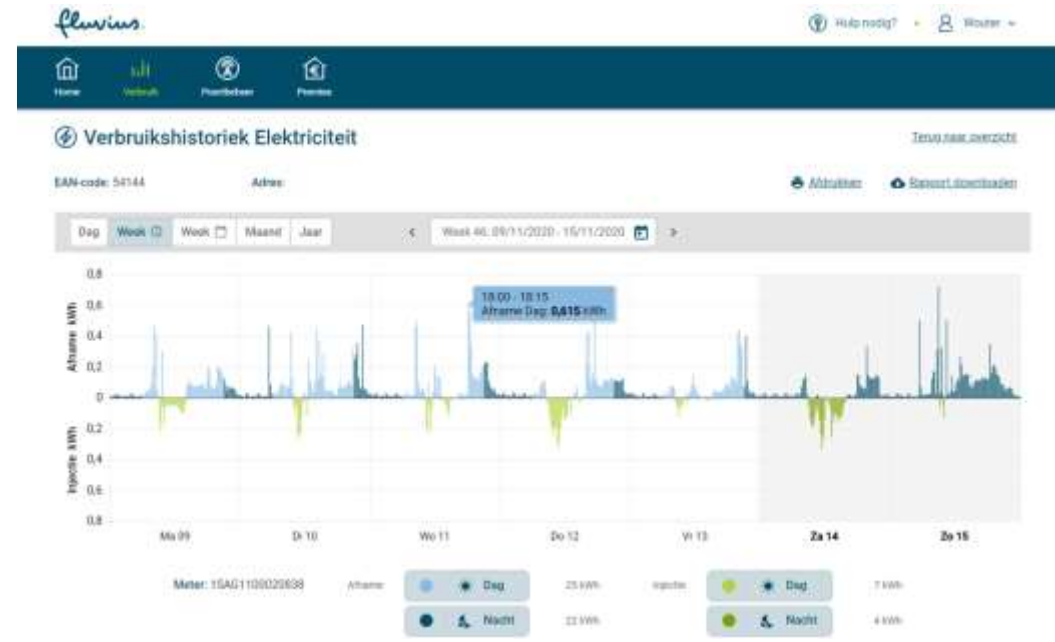 fluvius.
Hulp nodig? Wouter
Home Verbruik Poortbeheer Premies
Verbruikshistoriek Elektriciteit Terug naar overzicht
EAN-code: 54144 Adres: Afdrukken Rapport downloaden
Dag Week Week Maand Jaar Week 46: 09/11/2020 - 15/11/2020
Afname kWh
0,8
0,6
0,4
0,2
0
Injectie kWh
0,2
0,4
0,6
0,8
18:00 - 18:15
Afname Dag: 0,615 kWh
Ma 09 Di 10 Wo 11 Do 12 Vr 13 Za 14 Zo 15
Meter: Afname: Dag 25 kWh Injectie: Dag 7 kWh
Nacht 22 kWh Nacht 4 kWh